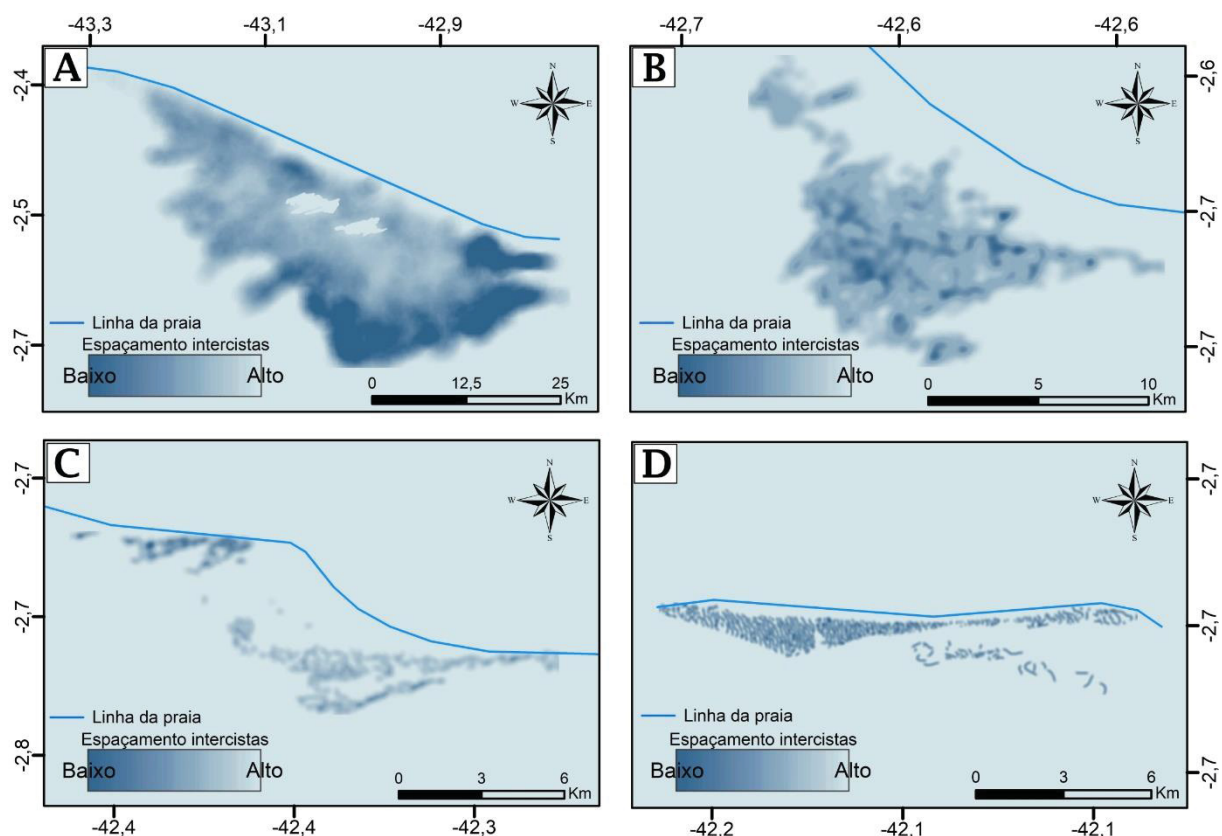 -43,3 -43,1 -42,9
A
N
W E
S
-2,4
-2,5
-2,7
Linha da praia
Espaçamento intercistas
Baixo Alto
0 12,5 25
Km
-42,7 -42,6 -42,6
B
N
W E
S
-2,6
-2,7
-2,7
Linha da praia
Espaçamento intercistas
Baixo Alto
0 5 10
Km
C
N
W E
S
-2,7
-2,7
-2,8
Linha da praia
Espaçamento intercistas
Baixo Alto
0 3 6
Km
-42,4 -42,4 -42,3
D
N
W E
S
-2,7
-2,7
-2,7
Linha da praia
Espaçamento intercistas
Baixo Alto
0 3 6
Km
-42,2 -42,1 -42,1